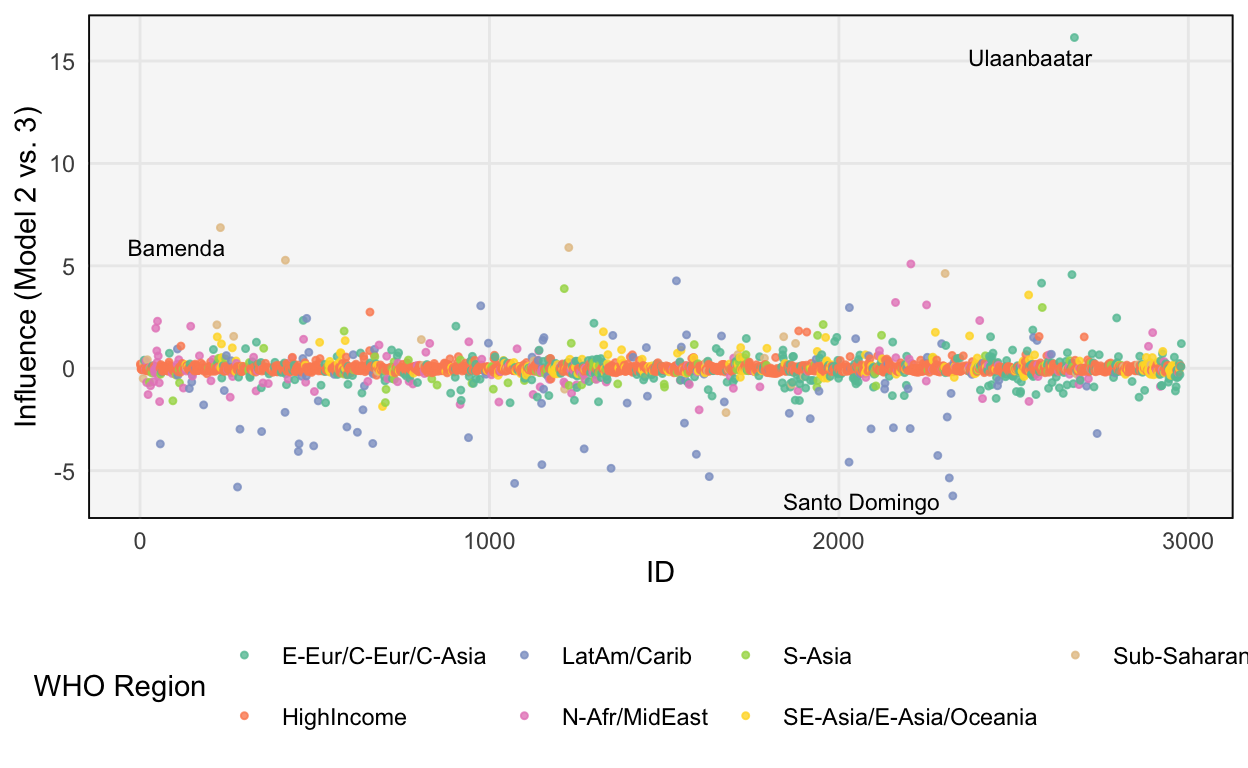 15
10
5
0
-5
Influence (Model 2 vs. 3)
Ulaanbaatar
Bamenda
Santo Domingo
0 1000 2000 3000
ID
WHO Region
E-Eur/C-Eur/C-Asia LatAm/Carib S-Asia Sub-Saharan
HighIncome N-Afr/MidEast SE-Asia/E-Asia/Oceania